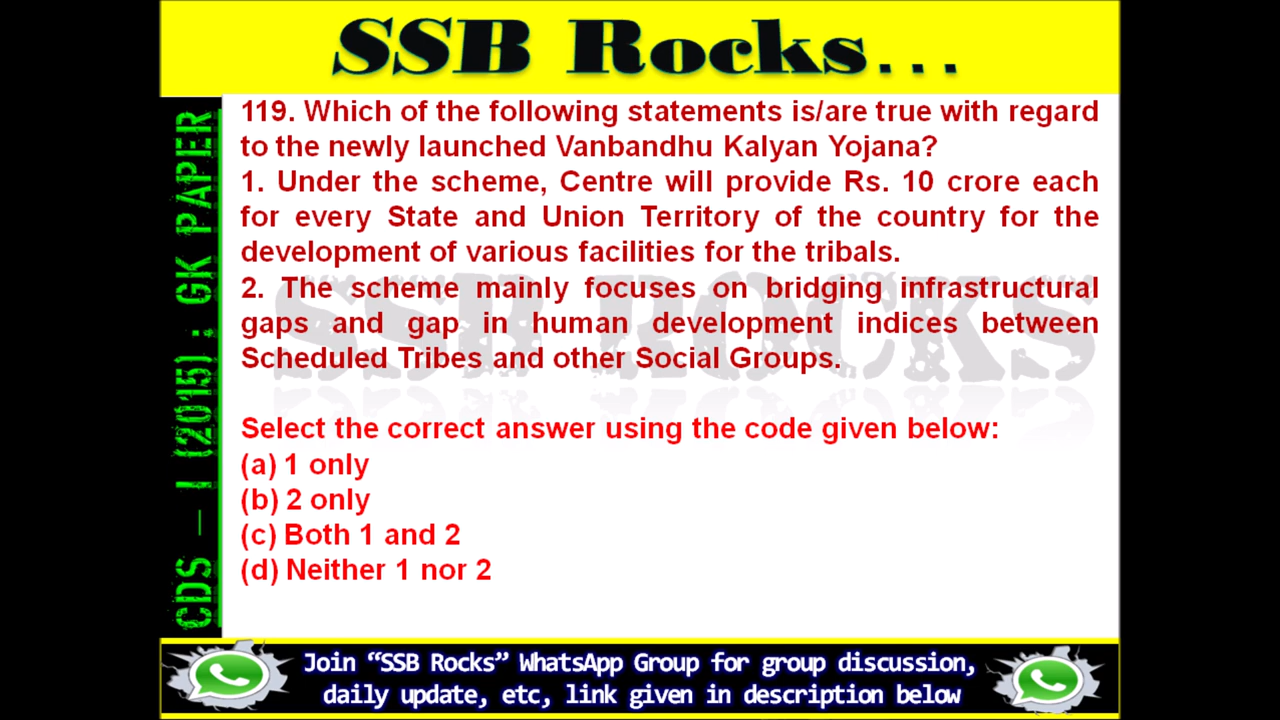 SSB Rocks...
CDS – I (2015) : GK PAPER
119. Which of the following statements is/are true with regard
to the newly launched Vanbandhu Kalyan Yojana?
1. Under the scheme, Centre will provide Rs. 10 crore each
for every State and Union Territory of the country for the
development of various facilities for the tribals.
2. The scheme mainly focuses on bridging infrastructural
gaps and gap in human development indices between
Scheduled Tribes and other Social Groups.
SSB ROCKS
Select the correct answer using the code given below:
(a) 1 only
(b) 2 only
(c) Both 1 and 2
(d) Neither 1 nor 2
Join “SSB Rocks” WhatsApp Group for group discussion,
daily update, etc, link given in description below